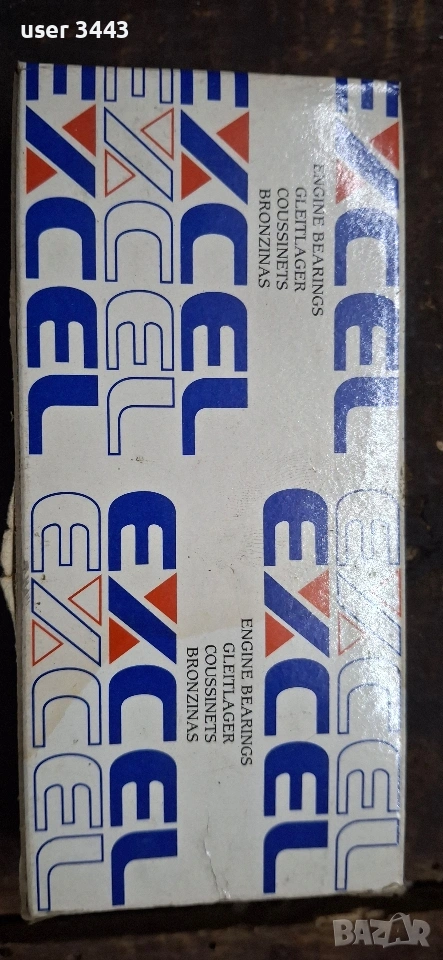 user 3443
EXCEL
EXCEL
EXCEL
EXCEL
ENGINE BEARINGS
GLEITLAGER
COUSSINETS
BRONZINAS
EXCEL
EXCEL
EXCEL
EXCEL
ENGINE BEARINGS
GLEITLAGER
COUSSINETS
BRONZINAS
BAZAR